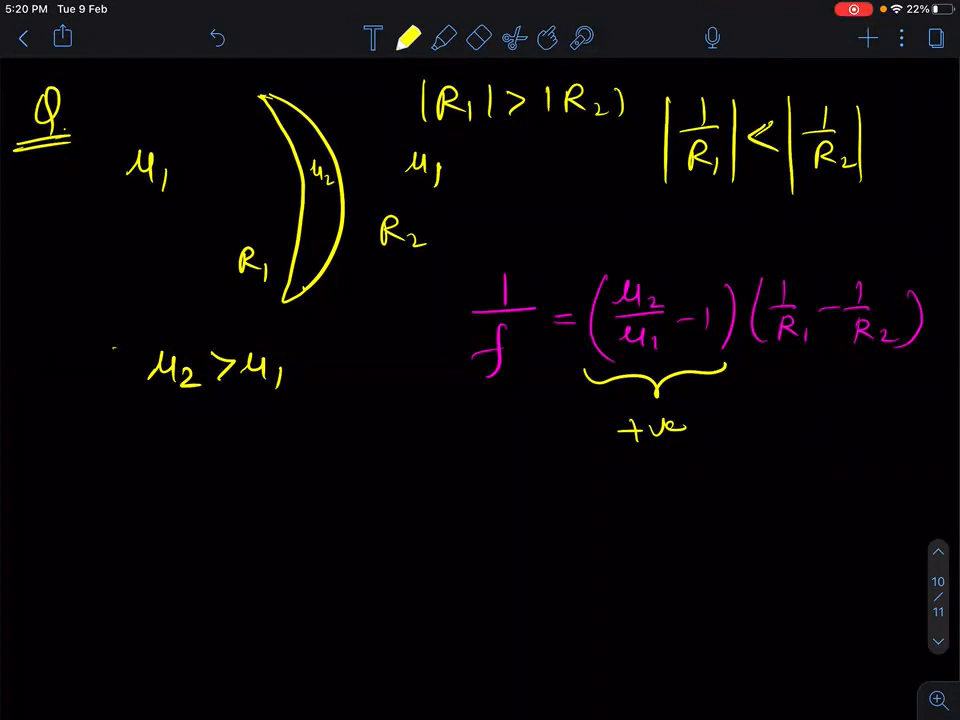 5:20 PM Tue 9 Feb 22%
T
Q
|R₁| > |R₂|
|1/R₁| < |1/R₂|
μ₁
μ₂
μ₁
R₂
R₁
1/f = (μ₂/μ₁ - 1) (1/R₁ - 1/R₂)
μ₂ > μ₁
+ve
10
/
11